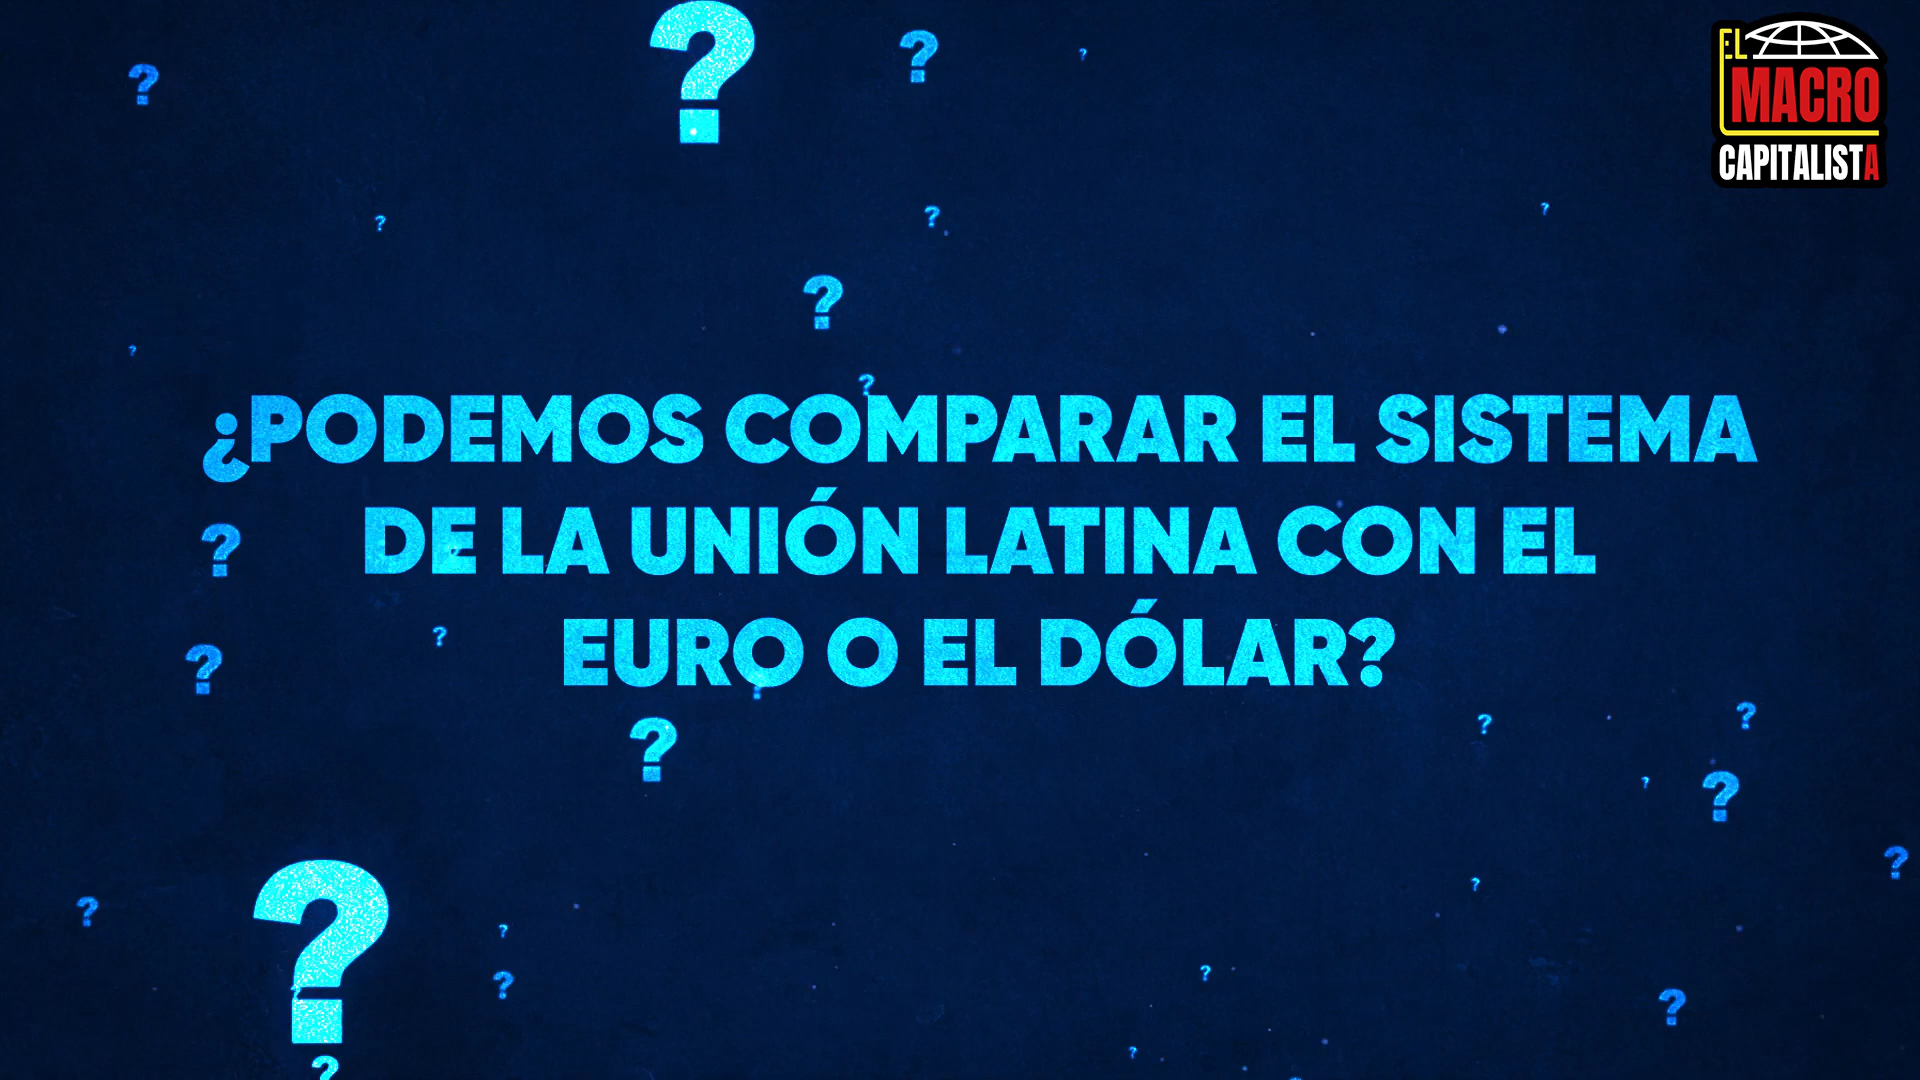 EL
MACRO
CAPITALISTA
¿PODEMOS COMPARAR EL SISTEMA
DE LA UNIÓN LATINA CON EL
EURO O EL DÓLAR?